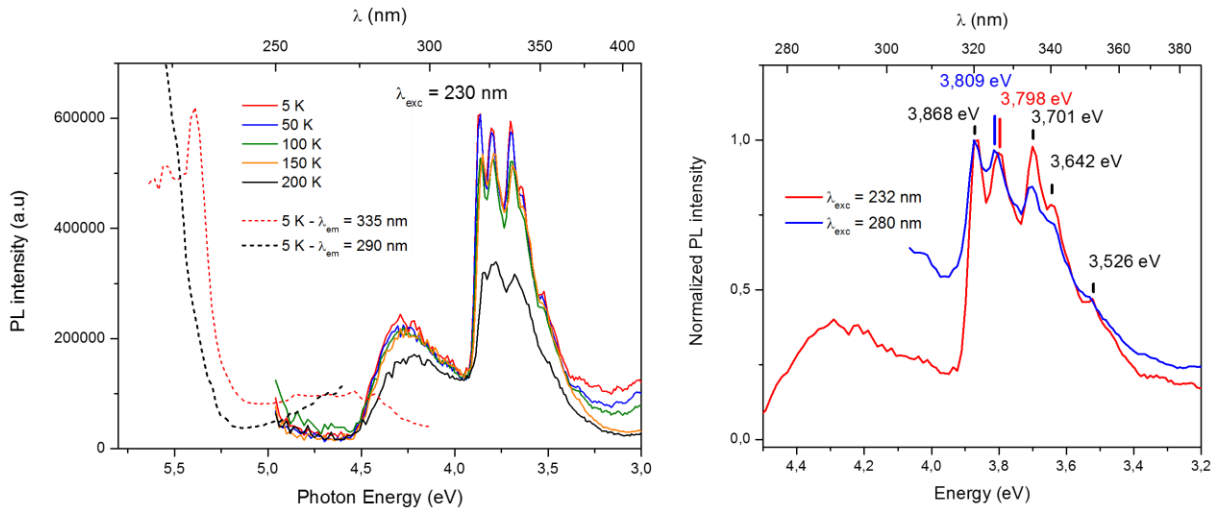 λ (nm)
250 300 350 400
PL intensity (a.u)
600000
400000
200000
0
λexc = 230 nm
5 K
50 K
100 K
150 K
200 K
5 K - λem = 335 nm
5 K - λem = 290 nm
5,5 5,0 4,5 4,0 3,5 3,0
Photon Energy (eV)
λ (nm)
280 300 320 340 360 380
Normalized PL intensity
1,0
0,5
0,0
3,809 eV
3,798 eV
3,868 eV
3,701 eV
3,642 eV
3,526 eV
λexc = 232 nm
λexc = 280 nm
4,4 4,2 4,0 3,8 3,6 3,4 3,2
Energy (eV)